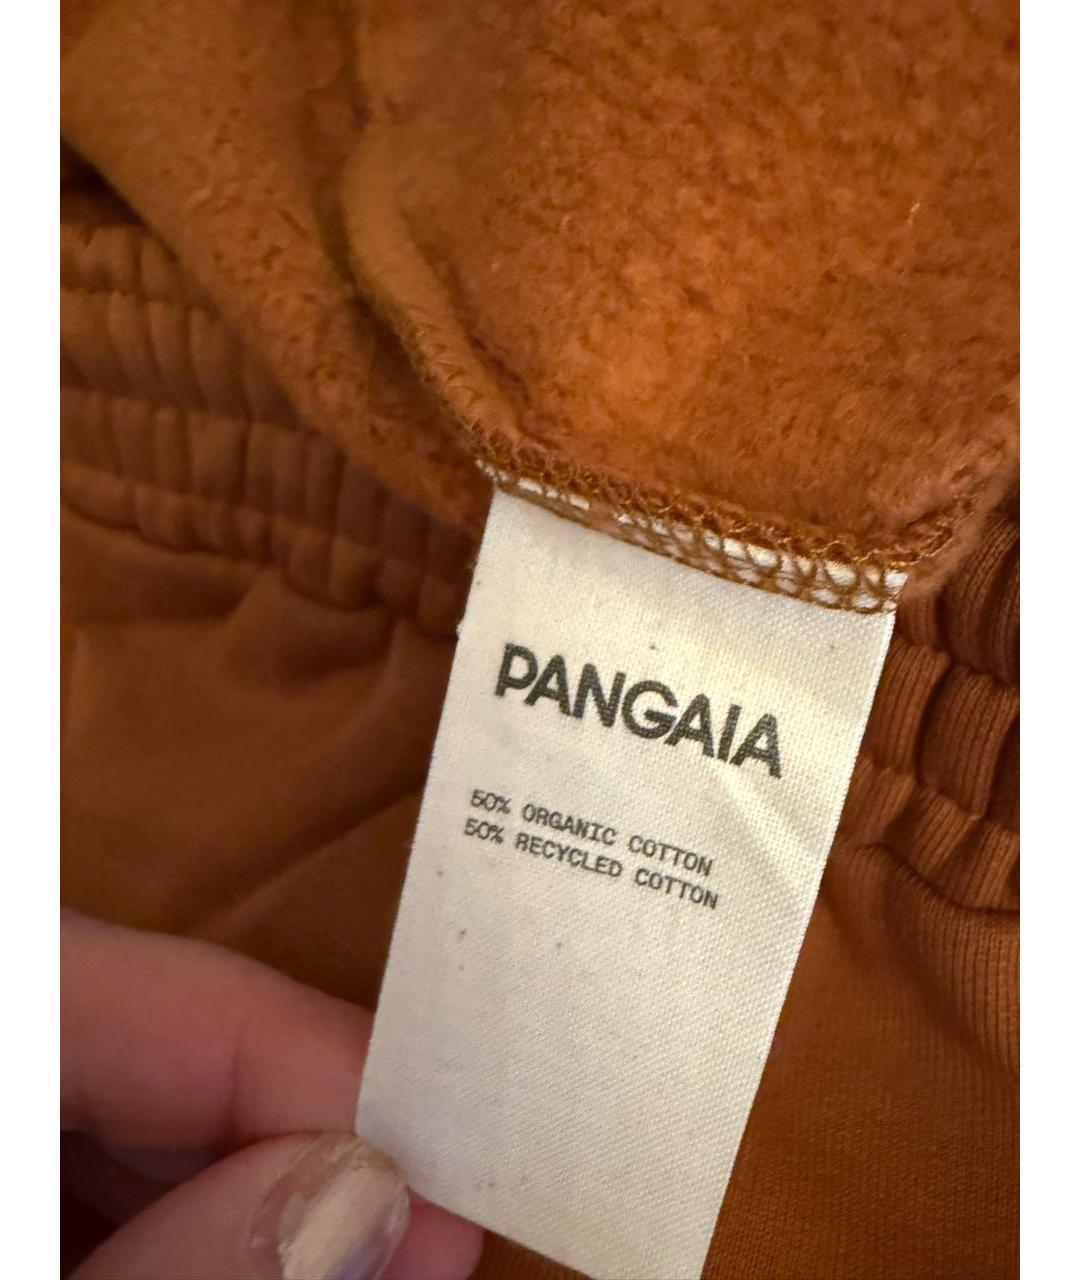 PANGAIA
50% ORGANIC COTTON
50% RECYCLED COTTON